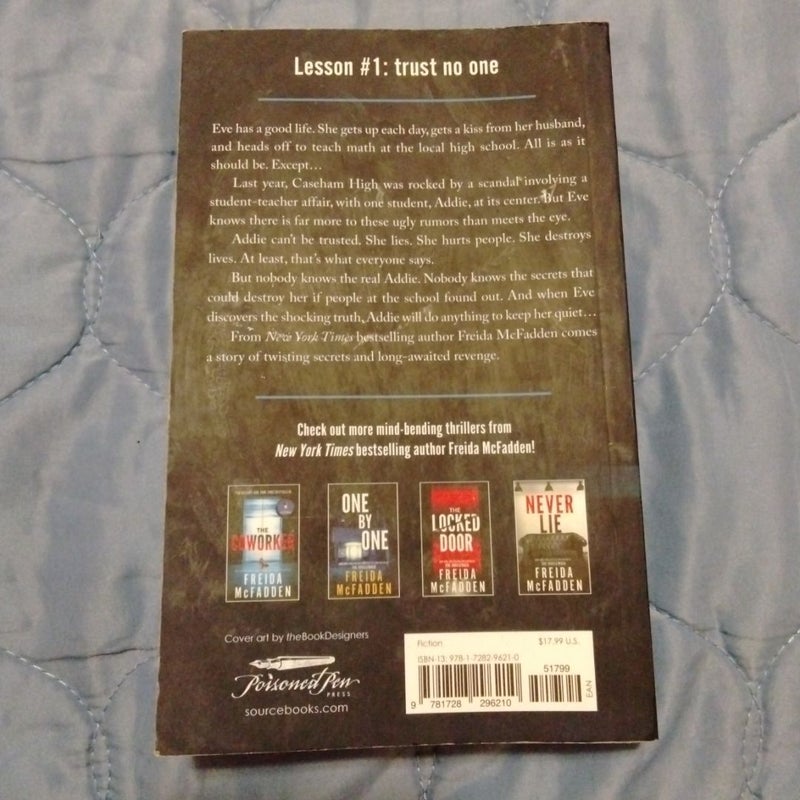 Lesson #1: trust no one
Eve has a good life. She gets up each day, gets a kiss from her husband,
and heads off to teach math at the local high school. All is as it
should be. Except…
Last year, Caseham High was rocked by a scandal involving a
student–teacher affair, with one student, Addie, at its center. But Eve
knows there is far more to these ugly rumors than meets the eye.
Addie can't be trusted. She lies. She hurts people. She destroys
lives. At least, that's what everyone says.
But nobody knows the real Addie. Nobody knows the secrets that
could destroy her if people at the school found out. And when Eve
discovers the shocking truth, Addie will do anything to keep her quiet…
From New York Times bestselling author Freida McFadden comes
a story of twisting secrets and long-awaited revenge.
Check out more mind-bending thrillers from
New York Times bestselling author Freida McFadden!
THE
COWORKER
FREIDA
McFADDEN
ONE
BY
ONE
FREIDA
McFADDEN
THE
LOCKED
DOOR
FREIDA
McFADDEN
NEVER
LIE
FREIDA
McFADDEN
Cover art by theBookDesigners
Poisoned Pen
PRESS
sourcebooks.com
Fiction $17.99 U.S.
ISBN-13: 978-1-7282-9621-0
51799
9 781728 296210
EAN